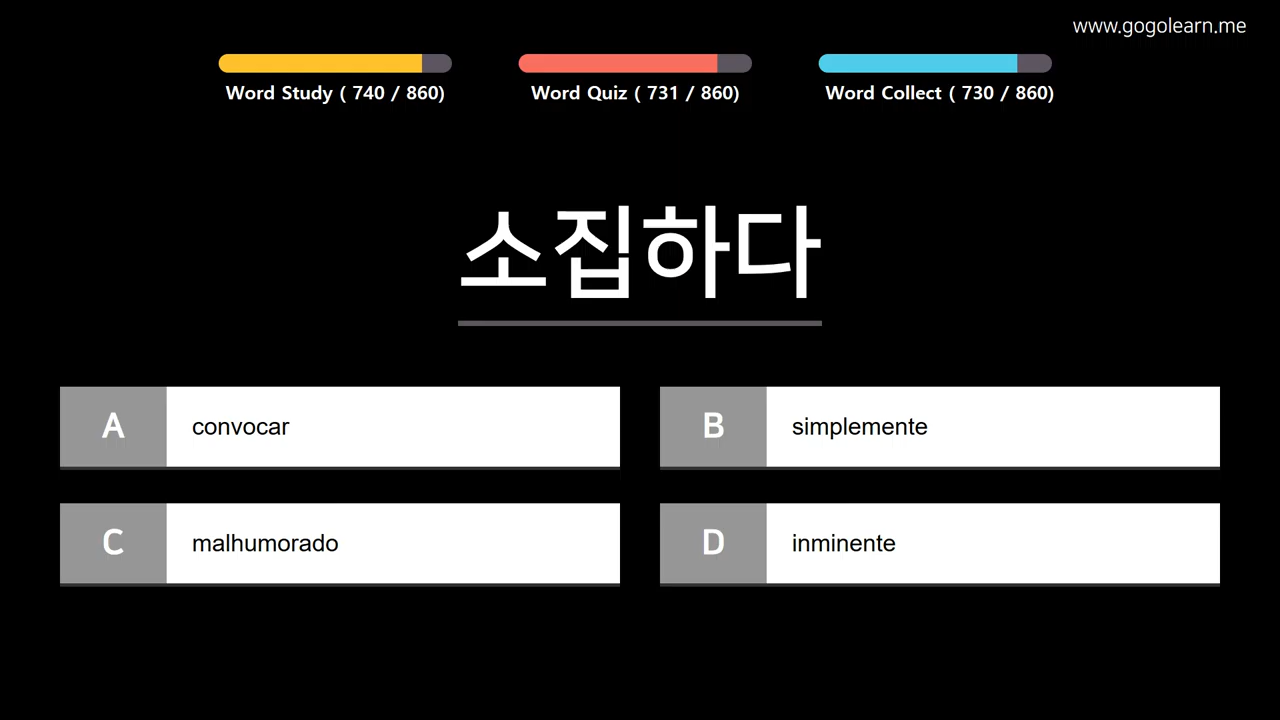 www.gogolearn.me
Word Study ( 740 / 860)
Word Quiz ( 731 / 860)
Word Collect ( 730 / 860)
소집하다
A convocar
B simplemente
C malhumorado
D inminente